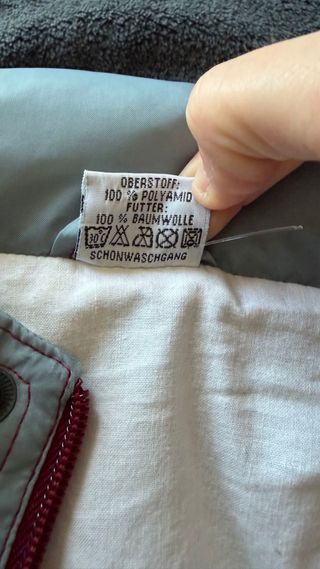 OBERSTOFF:
100 % POLYAMID
FUTTER:
100 % BAUMWOLLE
30°
SCHONWASCHGANG